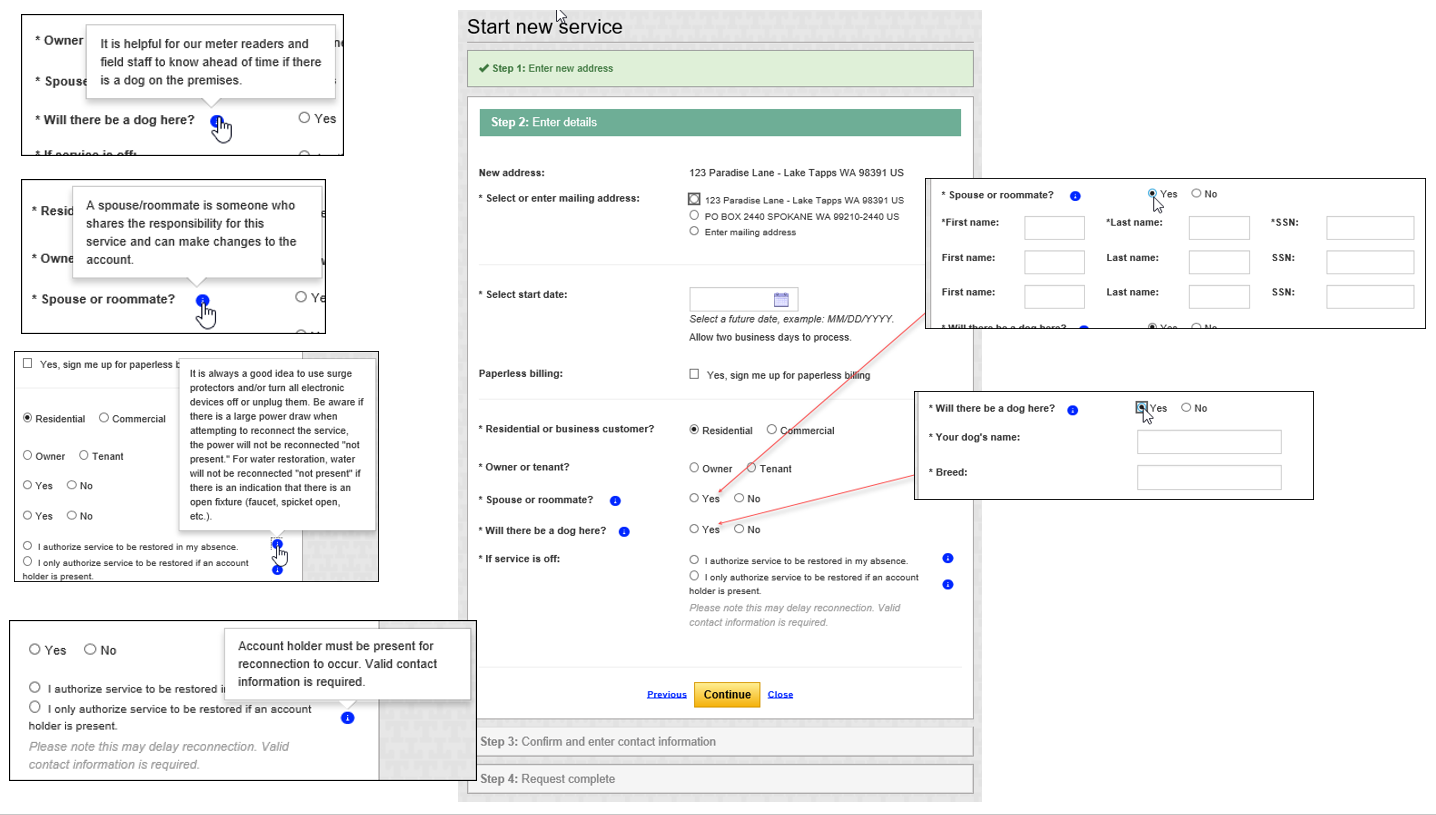 * Owner
It is helpful for our meter readers and
field staff to know ahead of time if there
is a dog on the premises.
* Spouse
* Will there be a dog here?
Yes
* If service is off:
* Resid
A spouse/roommate is someone who
shares the responsibility for this
service and can make changes to the
account.
* Owne
* Spouse or roommate?
Ye
Yes, sign me up for paperless b
It is always a good idea to use surge
protectors and/or turn all electronic
devices off or unplug them. Be aware if
there is a large power draw when
attempting to reconnect the service,
the power will not be reconnected "not
present." For water restoration, water
will not be reconnected "not present" if
there is an indication that there is an
open fixture (faucet, spicket open,
etc.).
Residential Commercial
Owner Tenant
Yes No
Yes No
I authorize service to be restored in my absence.
I only authorize service to be restored if an account
holder is present.
Yes No
Account holder must be present for
reconnection to occur. Valid contact
information is required.
I authorize service to be restored i
I only authorize service to be restored if an account
holder is present.
Please note this may delay reconnection. Valid
contact information is required.
Start new service
Step 1: Enter new address
Step 2: Enter details
New address: 123 Paradise Lane - Lake Tapps WA 98391 US
* Select or enter mailing address: 123 Paradise Lane - Lake Tapps WA 98391 US
PO BOX 2440 SPOKANE WA 99210-2440 US
Enter mailing address
* Select start date:
Select a future date, example: MM/DD/YYYY.
Allow two business days to process.
Paperless billing: Yes, sign me up for paperless billing
* Residential or business customer? Residential Commercial
* Owner or tenant? Owner Tenant
* Spouse or roommate? Yes No
* Will there be a dog here? Yes No
* If service is off: I authorize service to be restored in my absence.
I only authorize service to be restored if an account
holder is present.
Please note this may delay reconnection. Valid
contact information is required.
Previous Continue Close
Step 3: Confirm and enter contact information
Step 4: Request complete
* Spouse or roommate? Yes No
*First name: *Last name: *SSN:
First name: Last name: SSN:
First name: Last name: SSN:
* Will there be a dog here? Yes No
* Will there be a dog here? Yes No
* Your dog's name:
* Breed: